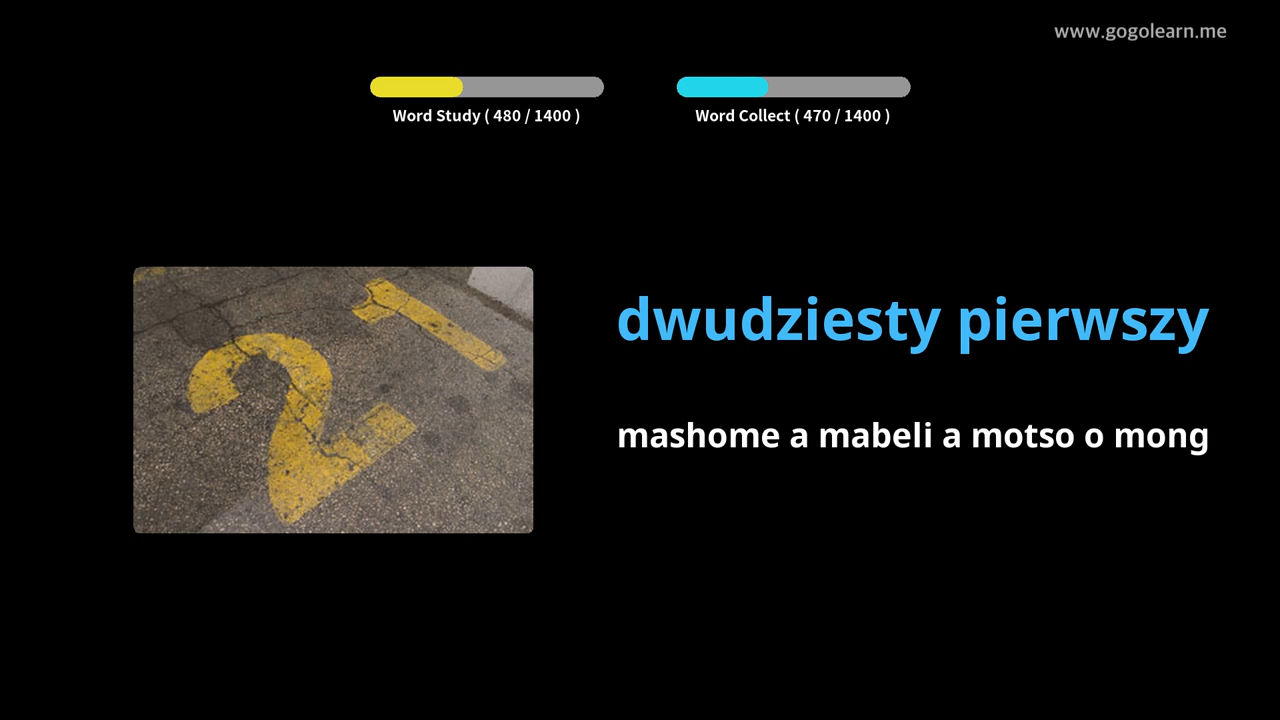 www.gogolearn.me
Word Study ( 480 / 1400 )
Word Collect ( 470 / 1400 )
21
dwudziesty pierwszy
mashome a mabeli a motso o mong